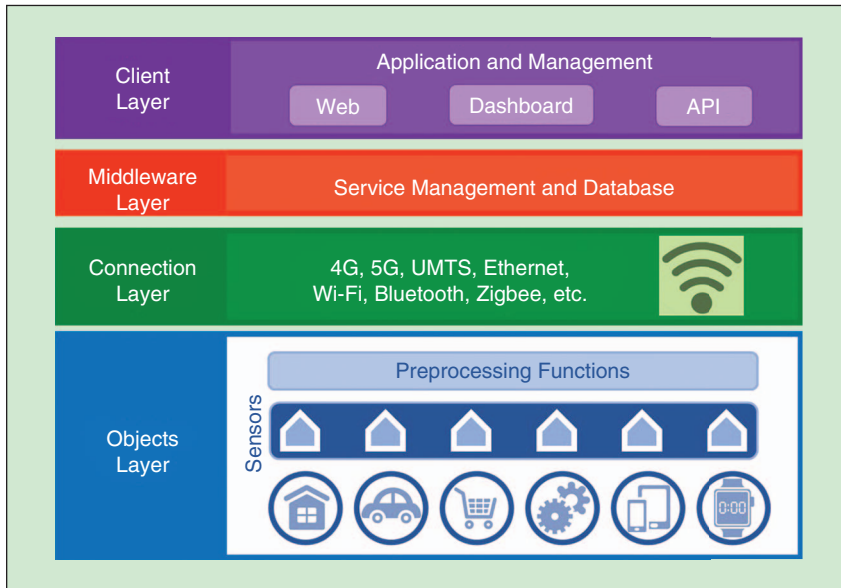 Client
Layer
Application and Management
Web
Dashboard
API
Middleware
Layer
Service Management and Database
Connection
Layer
4G, 5G, UMTS, Ethernet,
Wi-Fi, Bluetooth, Zigbee, etc.
Objects
Layer
Preprocessing Functions
Sensors
0:00